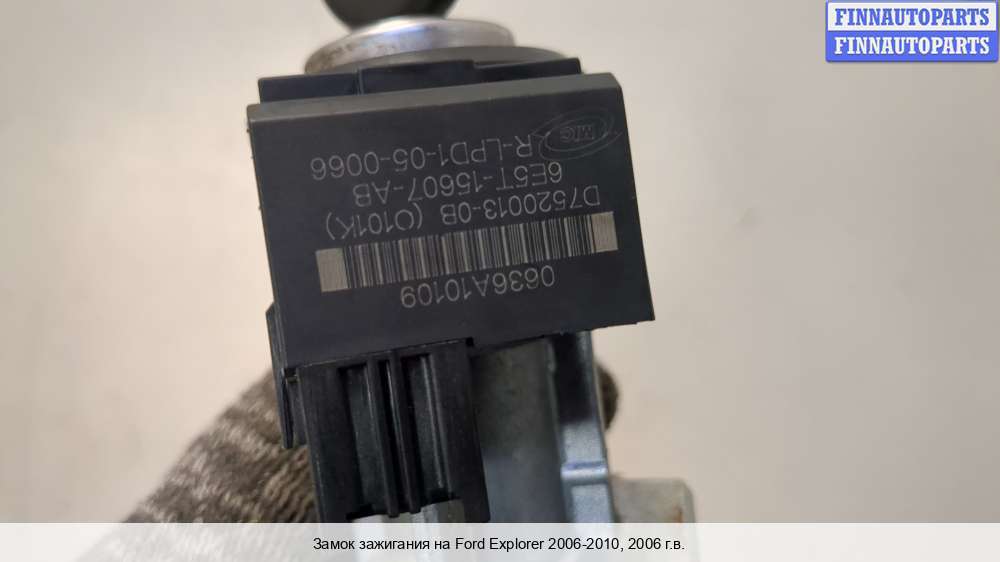 FINNAUTOPARTS
FINNAUTOPARTS
0636A10109
D7520013-0B (O101K)
6E5T-15607-AB
R-LPD1-05-0066
Замок зажигания на Ford Explorer 2006-2010, 2006 г.в.